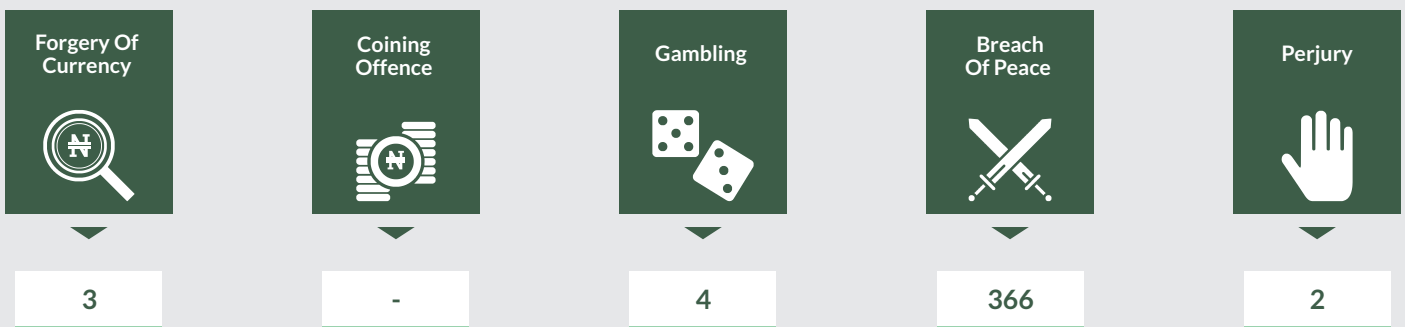 Forgery Of
Currency
Coining
Offence
Gambling
Breach
Of Peace
Perjury
₦
₦
3
-
4
366
2